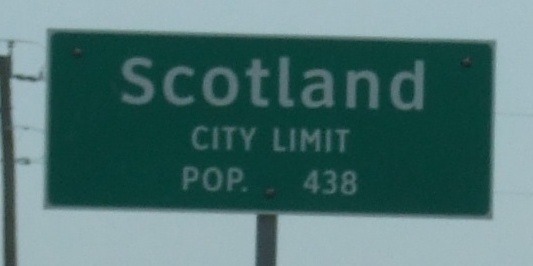 Scotland
CITY LIMIT
POP. 438